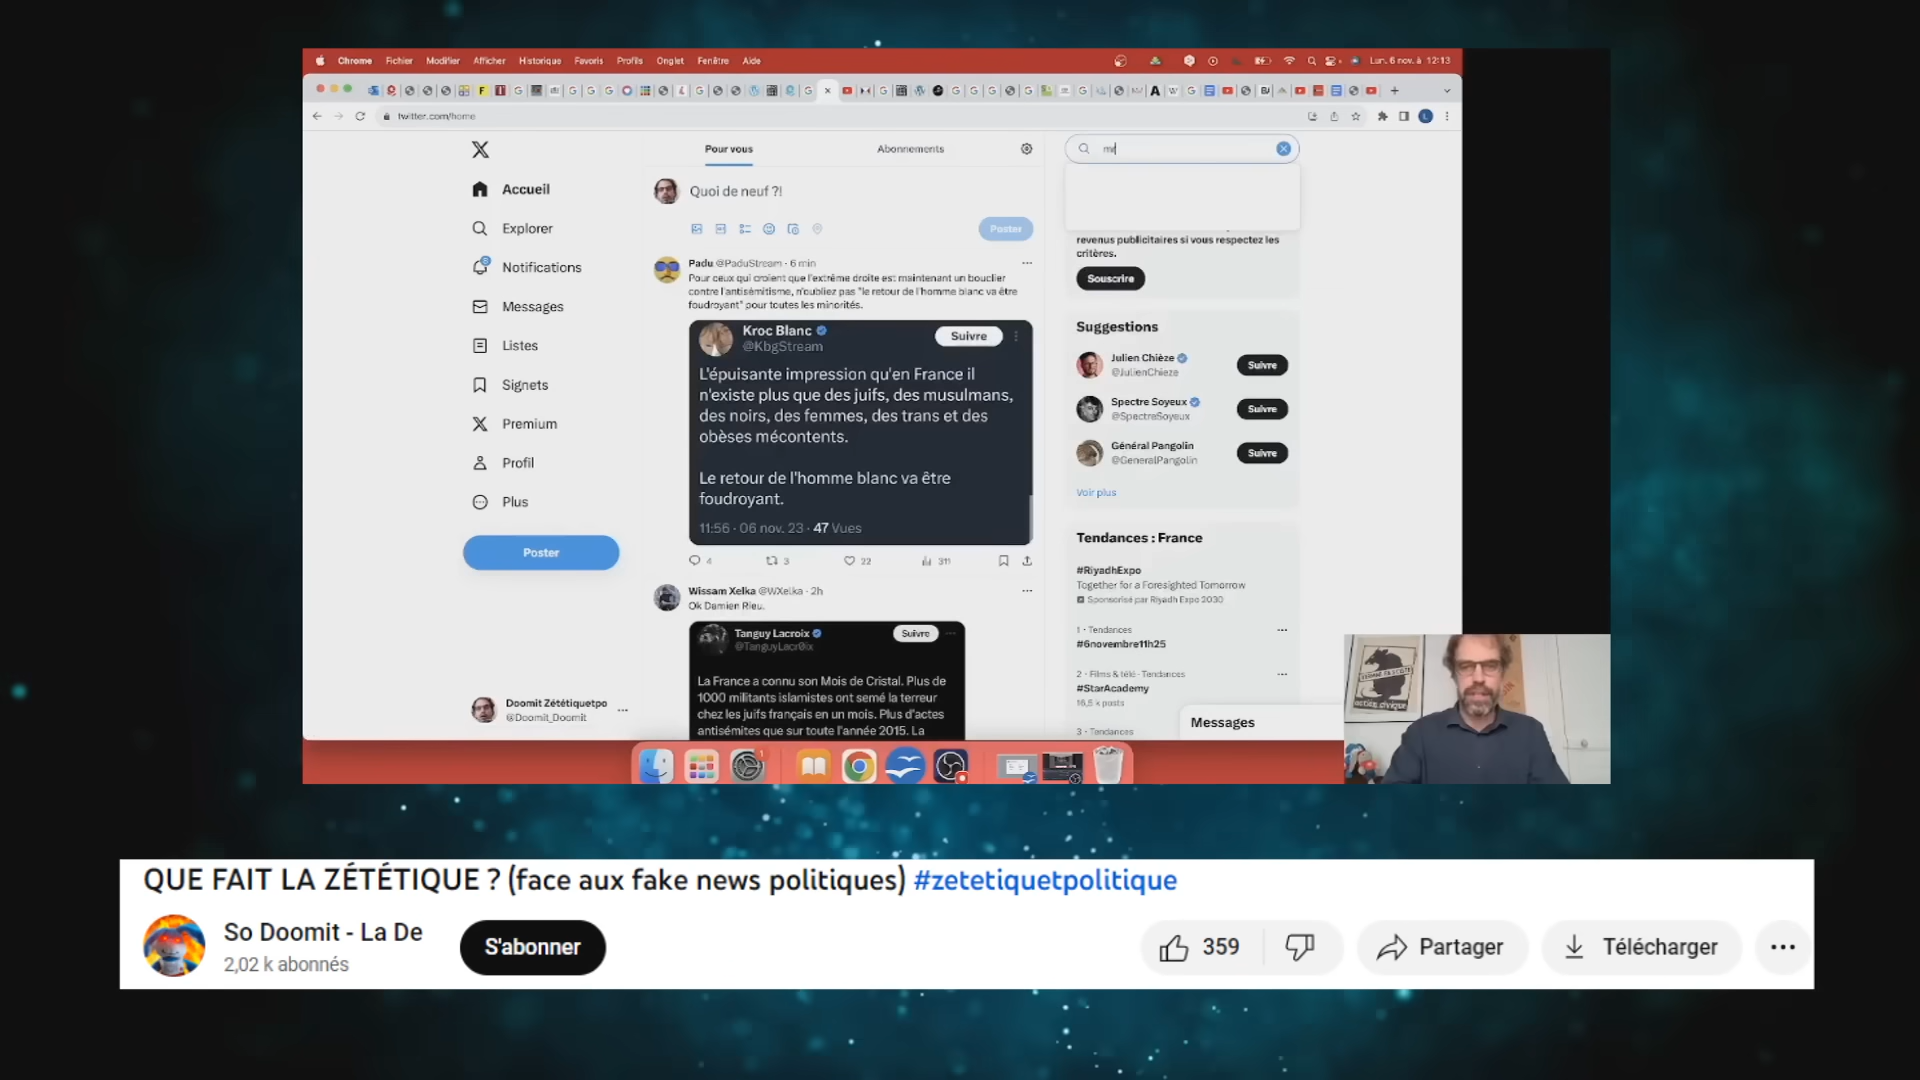 Chrome Fichier Modifier Afficher Historique Favoris Profils Onglet Fenêtre Aide
Lun. 6 nov. à 12:13
twitter.com/home
Accueil
Explorer
Notifications
Messages
Listes
Signets
Premium
Profil
Plus
Poster
Doomit Zététiquetpo
@Doomit_Doomit
Pour vous
Abonnements
Quoi de neuf ?!
Poster
Padu @PaduStream · 6 min
Pour ceux qui croient que l'extrême droite est maintenant un bouclier
contre l'antisémitisme, n'oubliez pas "le retour de l'homme blanc va être
foudroyant" pour toutes les minorités.
Kroc Blanc
@KbgStream
Suivre
L'épuisante impression qu'en France il
n'existe plus que des juifs, des musulmans,
des noirs, des femmes, des trans et des
obèses mécontents.
Le retour de l'homme blanc va être
foudroyant.
11:56 · 06 nov. 23 · 47 Vues
4 3 22 311
Wissam Xelka @WXelka · 2h
Ok Damien Rieu.
Tanguy Lacroix
@TanguyLacr0ix
Suivre
La France a connu son Mois de Cristal. Plus de
1000 militants islamistes ont semé la terreur
chez les juifs français en un mois. Plus d'actes
antisémites que sur toute l'année 2015. La
revenus publicitaires si vous respectez les
critères.
Souscrire
Suggestions
Julien Chièze
@JulienChieze
Suivre
Spectre Soyeux
@SpectreSoyeux
Suivre
Général Pangolin
@GeneralPangolin
Suivre
Voir plus
Tendances : France
#RiyadhExpo
Together for a Foresighted Tomorrow
Sponsorisé par Riyadh Expo 2030
1 · Tendances
#6novembre11h25
2 · Films & télé · Tendances
#StarAcademy
16,5 k posts
3 · Tendances
Messages
QUE FAIT LA ZÉTÉTIQUE ? (face aux fake news politiques) #zetetiquetpolitique
So Doomit - La De
2,02 k abonnés
S'abonner
359
Partager
Télécharger